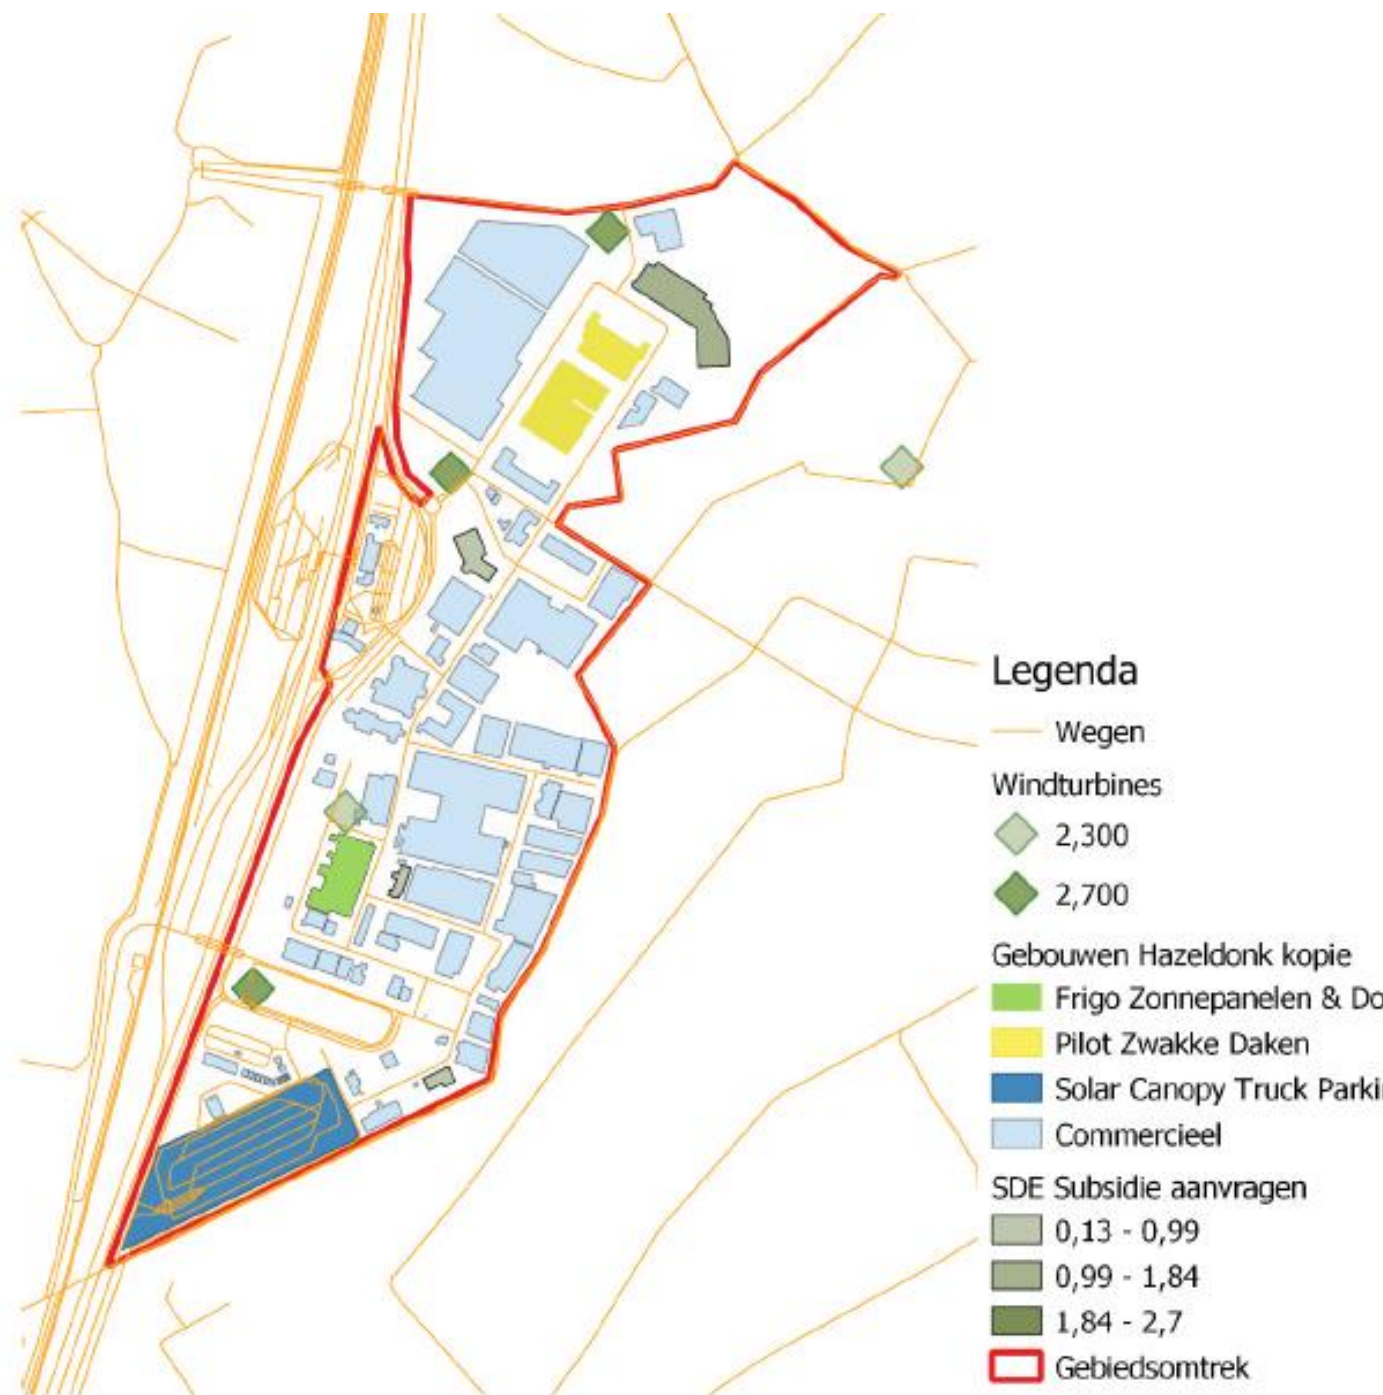 Legenda
Wegen
Windturbines
2,300
2,700
Gebouwen Hazeldonk kopie
Frigo Zonnepanelen & Do
Pilot Zwakke Daken
Solar Canopy Truck Parki
Commercieel
SDE Subsidie aanvragen
0,13 - 0,99
0,99 - 1,84
1,84 - 2,7
Gebiedsomtrek